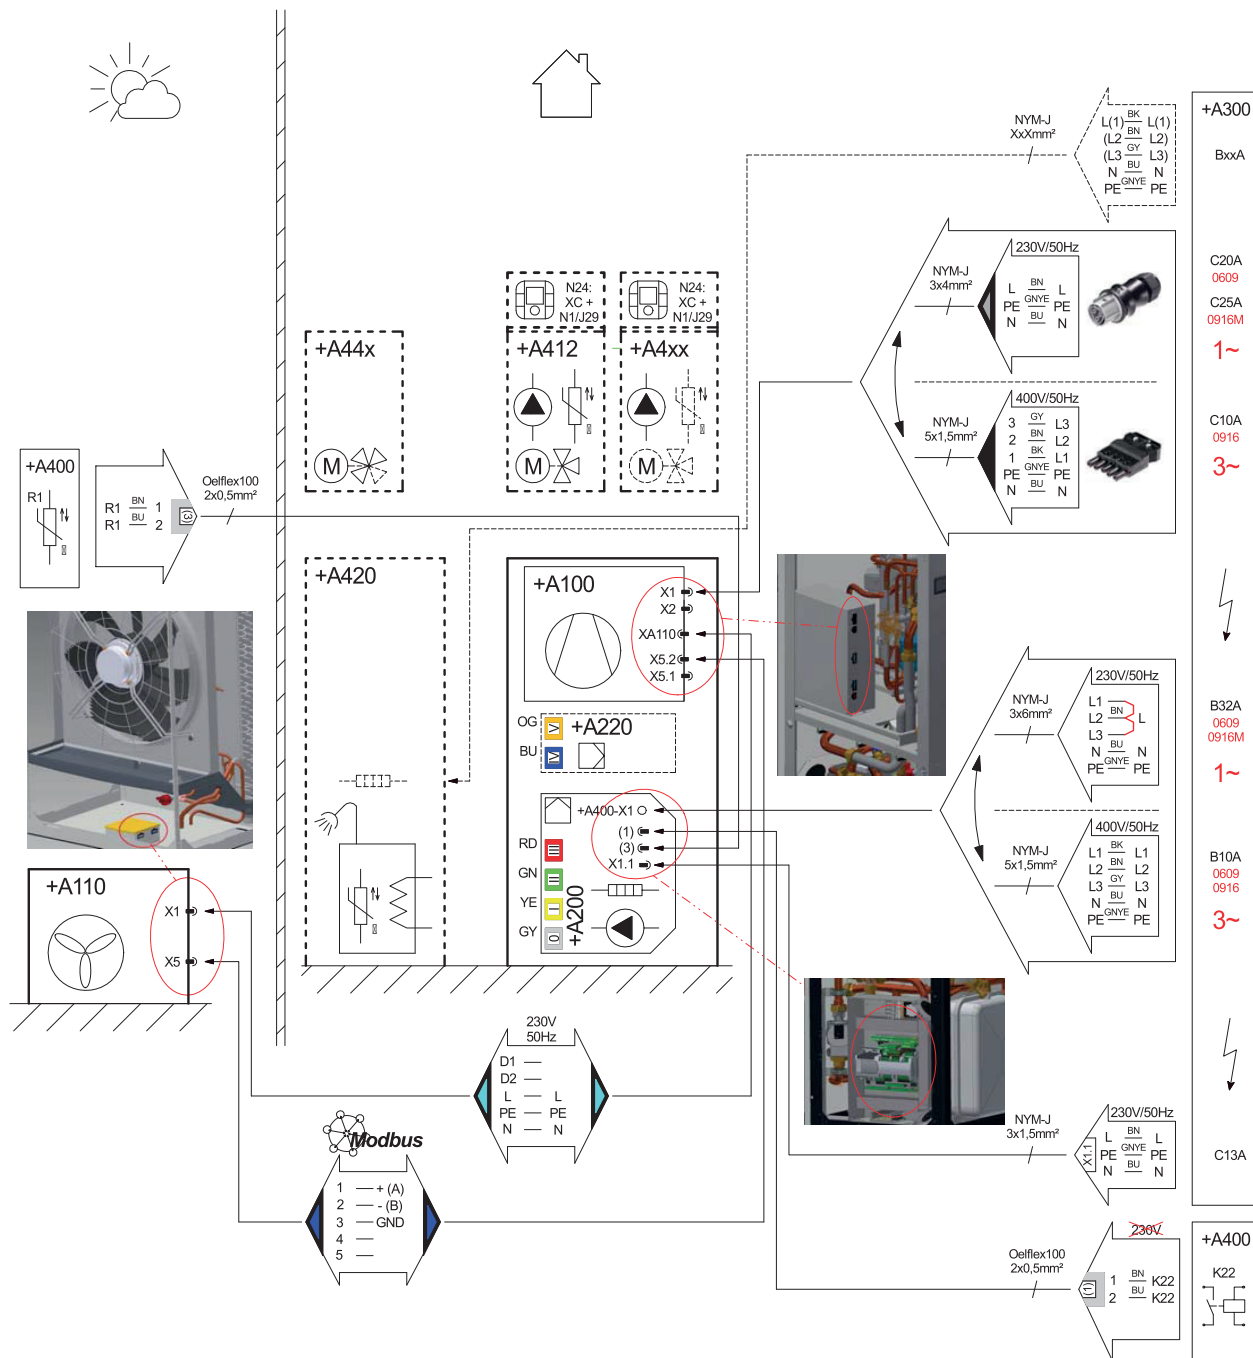 +A300
BxxA
NYM-J
XxXmm²
L(1) BK L(1)
(L2 BN L2)
(L3 GY L3)
N BU N
PE GNYE PE
230V/50Hz
NYM-J
3x4mm²
L BN L
PE GNYE PE
N BU N
C20A
0609
C25A
0916M
1~
400V/50Hz
NYM-J
5x1,5mm²
3 GY L3
2 BN L2
1 BK L1
PE GNYE PE
N BU N
C10A
0916
3~
N24:
XC +
N1/J29
N24:
XC +
N1/J29
+A44x
M
+A412
M
+A4xx
M
+A400
R1
R1 BN 1
R1 BU 2
(3)
Oelflex100
2x0,5mm²
+A420
+A100
X1
X2
XA110
X5.2
X5.1
OG V
BU IV
+A220
+A400-X1
(1)
(3)
X1.1
RD III
GN II
YE I
GY 0
+A200
230V/50Hz
NYM-J
3x6mm²
L1
L2 BN L
L3
N BU N
PE GNYE PE
B32A
0609
0916M
1~
400V/50Hz
NYM-J
5x1,5mm²
L1 BK L1
L2 BN L2
L3 GY L3
N BU N
PE GNYE PE
B10A
0609
0916
3~
+A110
X1
X5
230V
50Hz
D1
D2
L L
PE PE
N N
Modbus
1 + (A)
2 - (B)
3 GND
4
5
230V/50Hz
NYM-J
3x1,5mm²
X1.1
L BN L
PE GNYE PE
N BU N
C13A
230V
Oelflex100
2x0,5mm²
(1)
1 BN K22
2 BU K22
+A400
K22